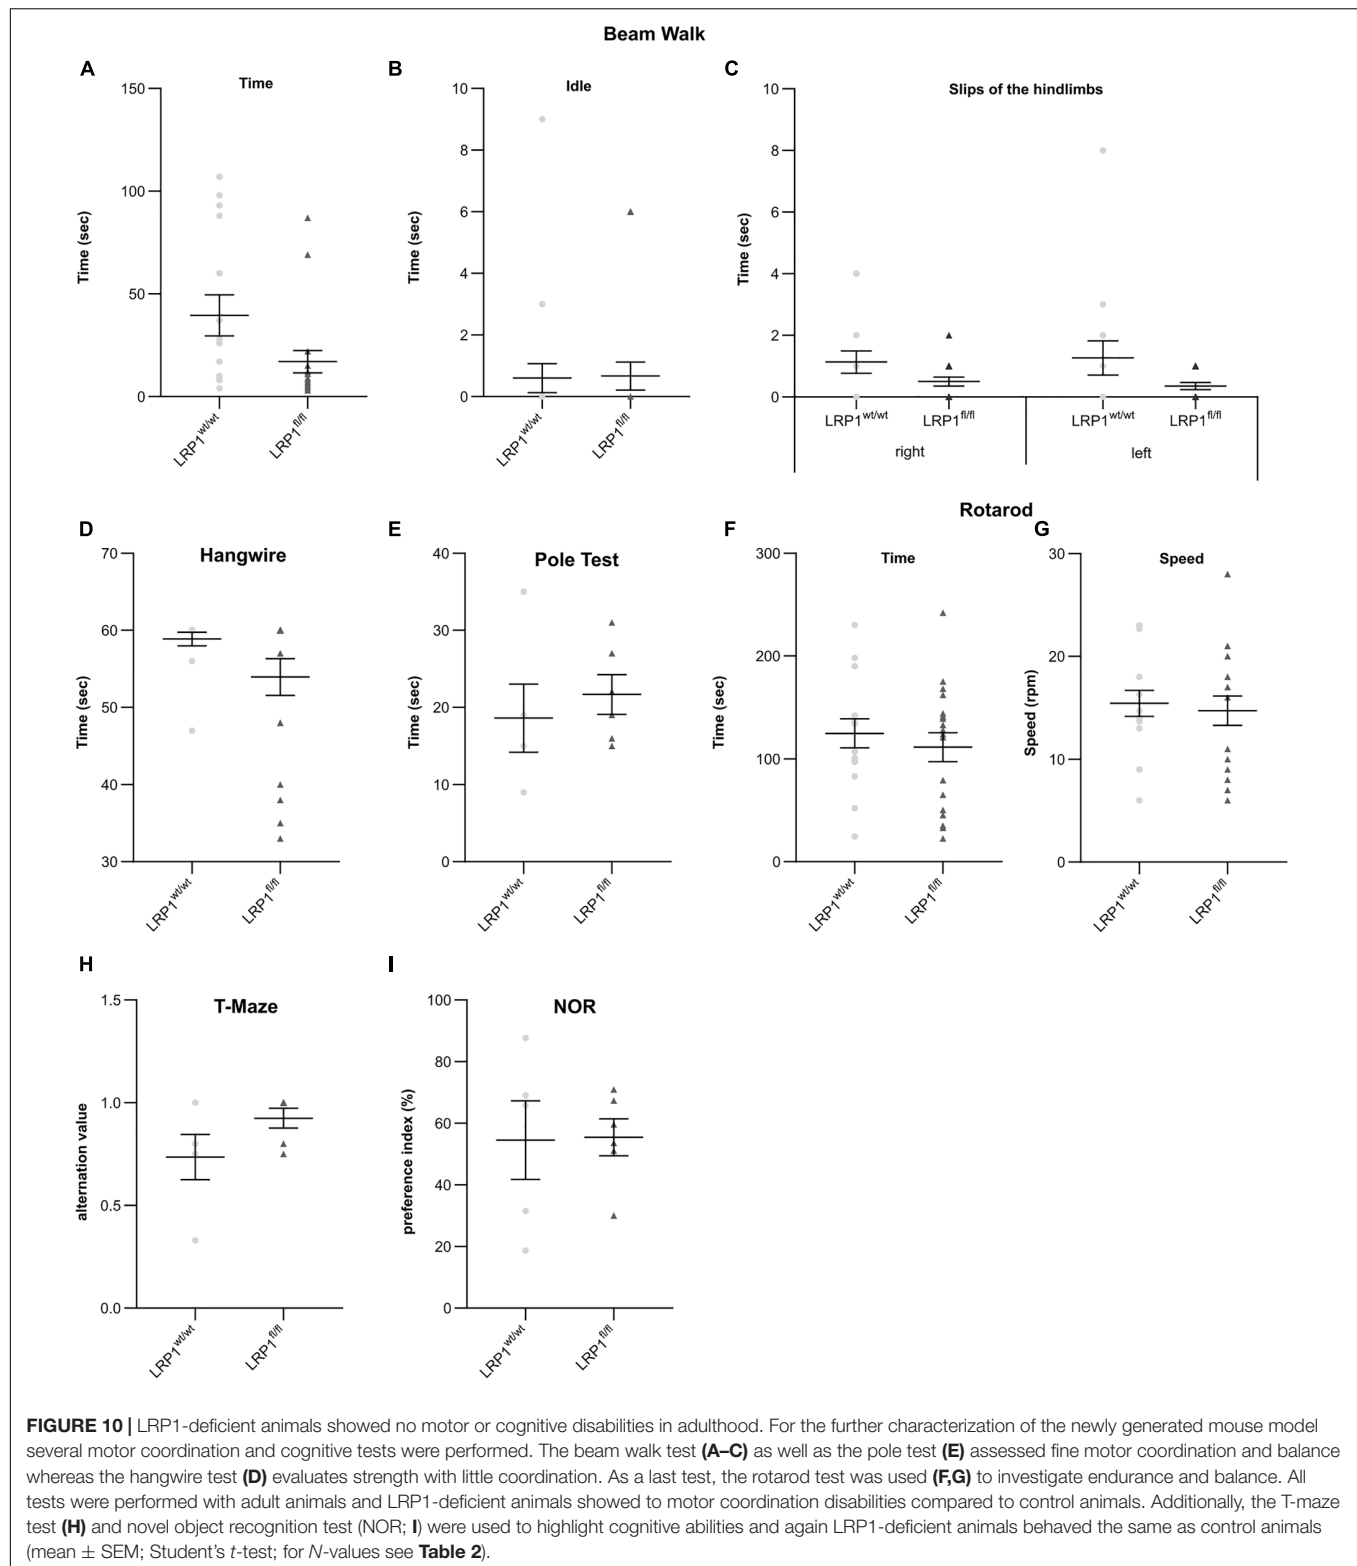 Beam Walk
A
Time
150
100
50
0
Time (sec)
LRP1wt/wt
LRP1fl/fl
B
Idle
10
8
6
4
2
0
Time (sec)
LRP1wt/wt
LRP1fl/fl
C
Slips of the hindlimbs
10
8
6
4
2
0
Time (sec)
LRP1wt/wt
LRP1fl/fl
LRP1wt/wt
LRP1fl/fl
right
left
D
Hangwire
70
60
50
40
30
Time (sec)
LRP1wt/wt
LRP1fl/fl
E
Pole Test
40
30
20
10
0
Time (sec)
LRP1wt/wt
LRP1fl/fl
Rotarod
F
Time
300
200
100
0
Time (sec)
LRP1wt/wt
LRP1fl/fl
G
Speed
30
20
10
0
Speed (rpm)
LRP1wt/wt
LRP1fl/fl
H
T-Maze
1.5
1.0
0.5
0.0
alternation value
LRP1wt/wt
LRP1fl/fl
I
NOR
100
80
60
40
20
0
preference index (%)
LRP1wt/wt
LRP1fl/fl
FIGURE 10 | LRP1-deficient animals showed no motor or cognitive disabilities in adulthood. For the further characterization of the newly generated mouse model
several motor coordination and cognitive tests were performed. The beam walk test (A–C) as well as the pole test (E) assessed fine motor coordination and balance
whereas the hangwire test (D) evaluates strength with little coordination. As a last test, the rotarod test was used (F,G) to investigate endurance and balance. All
tests were performed with adult animals and LRP1-deficient animals showed to motor coordination disabilities compared to control animals. Additionally, the T-maze
test (H) and novel object recognition test (NOR; I) were used to highlight cognitive abilities and again LRP1-deficient animals behaved the same as control animals
(mean ± SEM; Student's t-test; for N-values see Table 2).